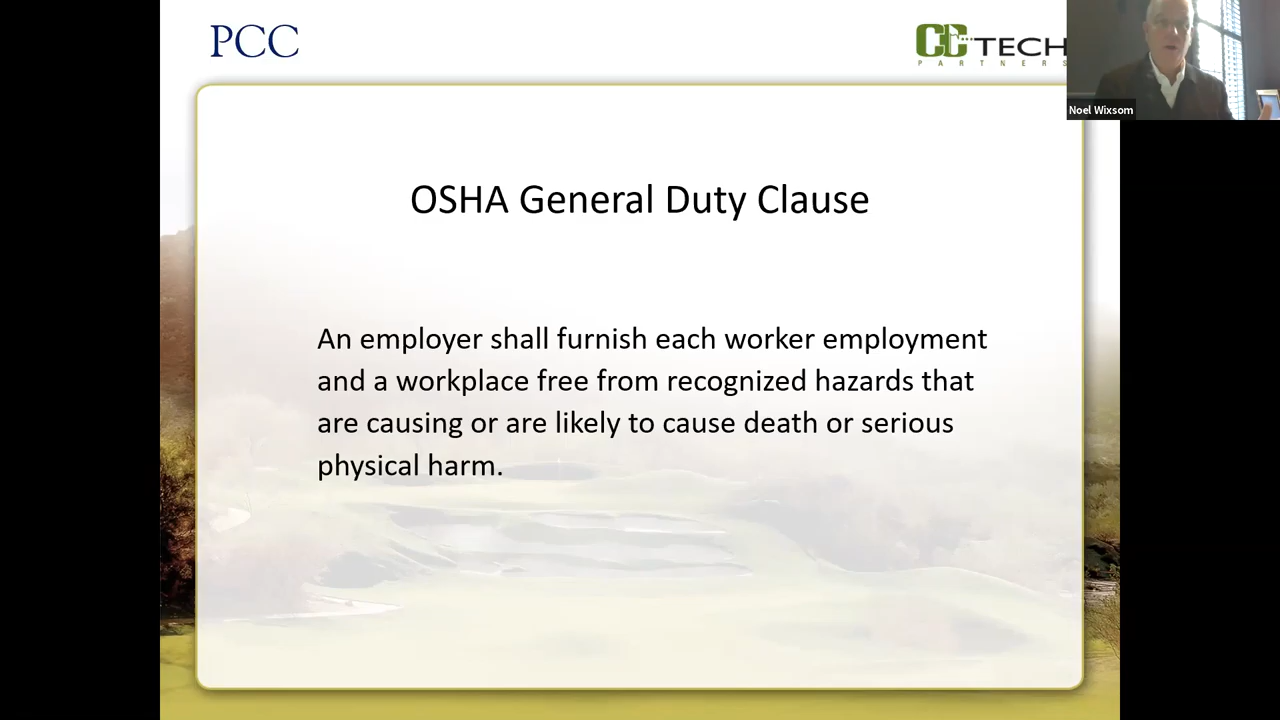 PCC
CC TECH
PARTNERS
Noel Wixsom
OSHA General Duty Clause
An employer shall furnish each worker employment
and a workplace free from recognized hazards that
are causing or are likely to cause death or serious
physical harm.